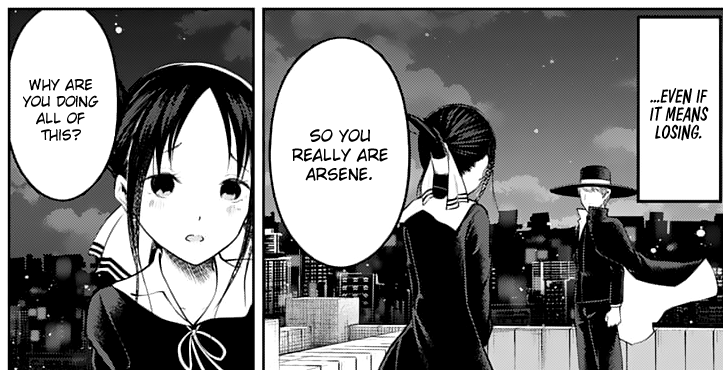 ...EVEN IF
IT MEANS
LOSING.
SO YOU
REALLY ARE
ARSENE.
WHY ARE
YOU DOING
ALL OF
THIS?